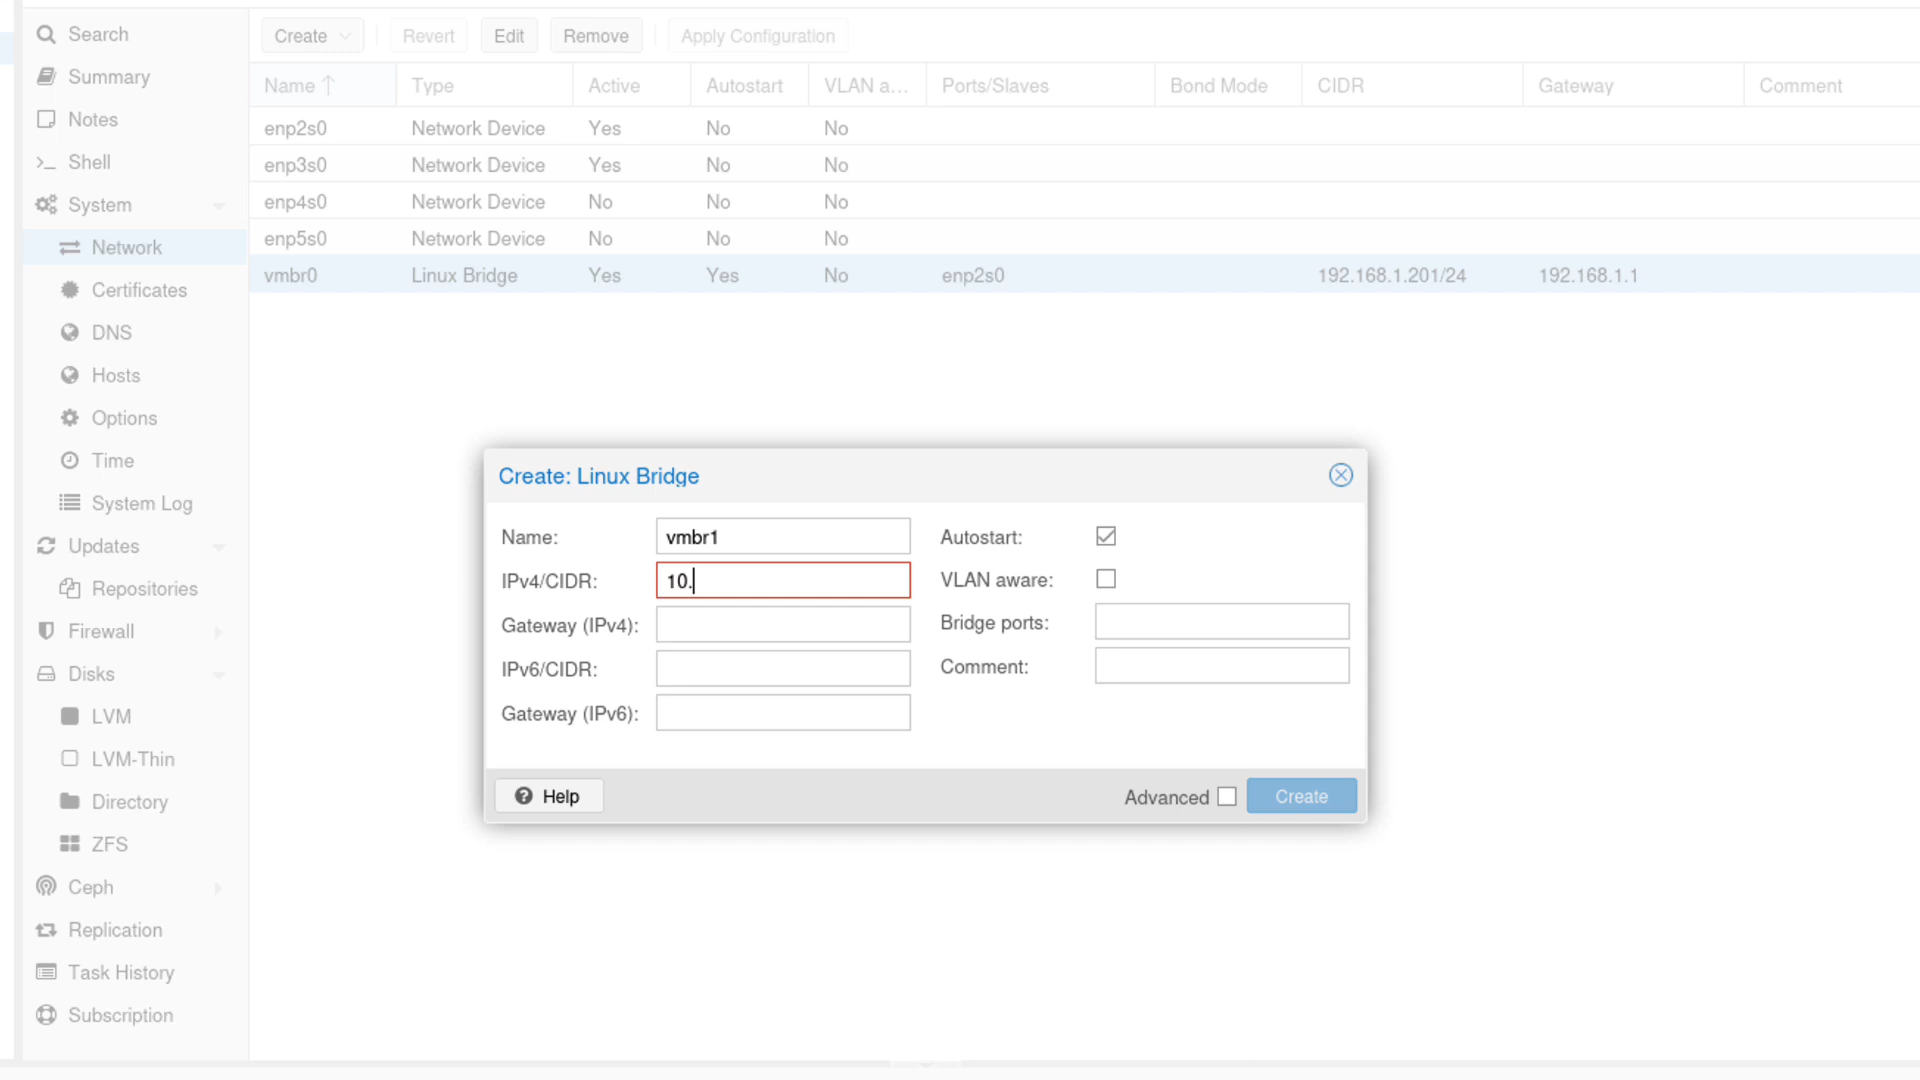 Search
Summary
Notes
Shell
System
Network
Certificates
DNS
Hosts
Options
Time
System Log
Updates
Repositories
Firewall
Disks
LVM
LVM-Thin
Directory
ZFS
Ceph
Replication
Task History
Subscription
Create Revert Edit Remove Apply Configuration
Name Type Active Autostart VLAN a... Ports/Slaves Bond Mode CIDR Gateway Comment
enp2s0 Network Device Yes No No
enp3s0 Network Device Yes No No
enp4s0 Network Device No No No
enp5s0 Network Device No No No
vmbr0 Linux Bridge Yes Yes No enp2s0 192.168.1.201/24 192.168.1.1
Create: Linux Bridge
Name: vmbr1
IPv4/CIDR: 10.
Gateway (IPv4):
IPv6/CIDR:
Gateway (IPv6):
Autostart:
VLAN aware:
Bridge ports:
Comment:
Help Advanced Create